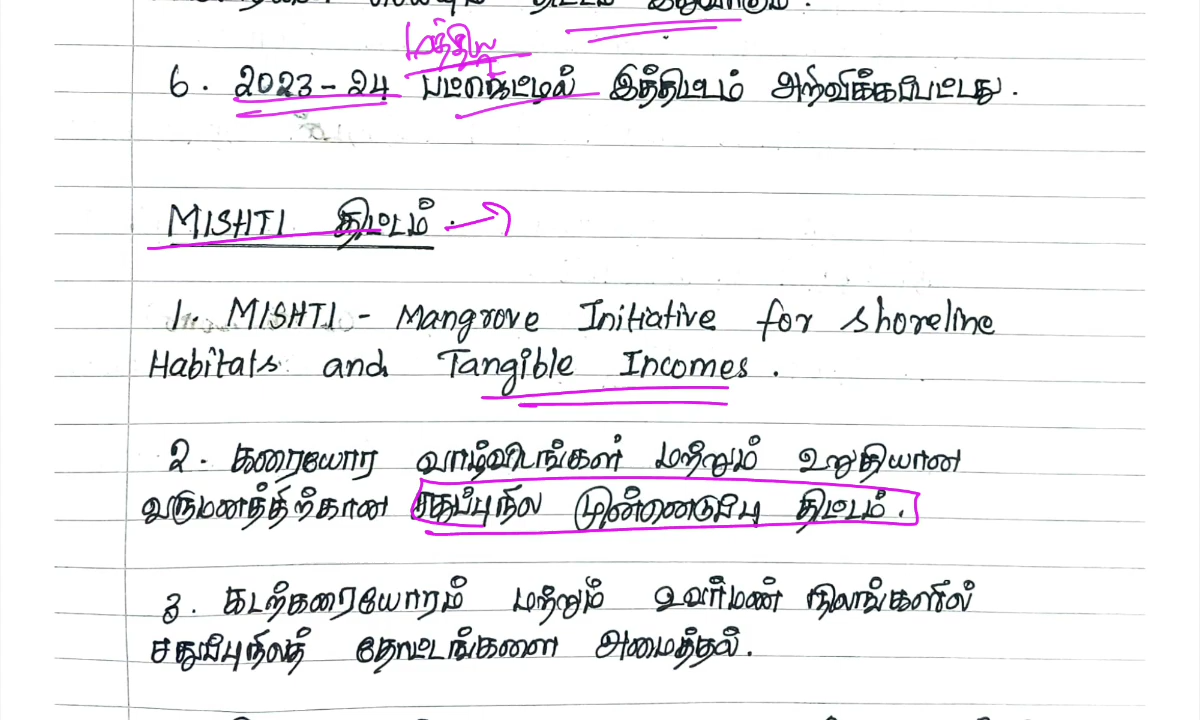 திட்டம் இதுவாகும்.
மத்திய
6. 2023-24 பட்ஜெட்டில் இத்திட்டம் அறிவிக்கப்பட்டது.
MISHTI திட்டம்.
1. MISHTI - Mangrove Initiative for shoreline
Habitats and Tangible Incomes.
2. கரையோர வாழ்விடங்கள் மற்றும் உறுதியான
வருமானத்திற்கான சதுப்புநில முன்னெடுப்பு திட்டம்.
3. கடற்கரையோரம் மற்றும் உவர்மண் நிலங்களில்
சதுப்புநிலத் தோட்டங்களை அமைத்தல்.